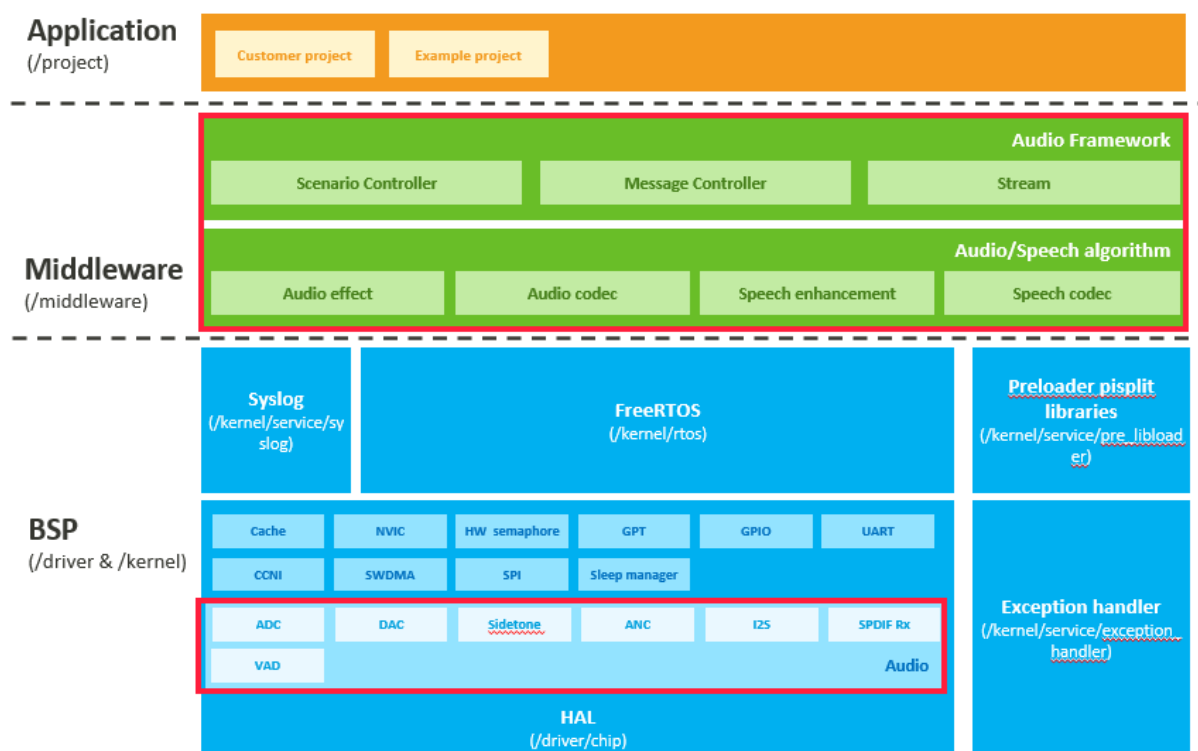 Application
(/project)
Customer project
Example project
Audio Framework
Scenario Controller
Message Controller
Stream
Middleware
(/middleware)
Audio/Speech algorithm
Audio effect
Audio codec
Speech enhancement
Speech codec
Syslog
(/kernel/service/sy
slog)
FreeRTOS
(/kernel/rtos)
Preloader pisplit
libraries
(/kernel/service/pre_libload
er)
BSP
(/driver & /kernel)
Cache
NVIC
HW semaphore
GPT
GPIO
UART
CCNI
SWDMA
SPI
Sleep manager
ADC
DAC
Sidetone
ANC
I2S
SPDIF Rx
VAD
Audio
HAL
(/driver/chip)
Exception handler
(/kernel/service/exception_
handler)